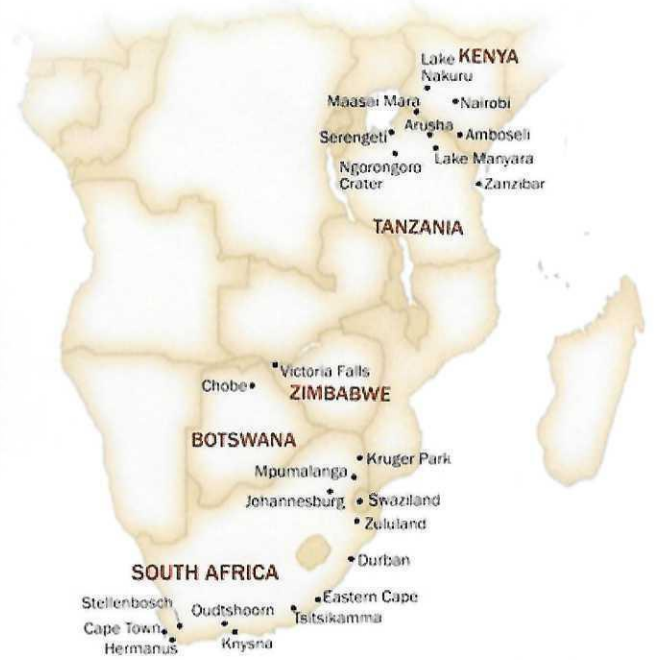 Lake KENYA
Nakuru
Maasai Mara
Nairobi
Arusha
Serengeti
Amboseli
Lake Manyara
Ngorongoro
Crater
Zanzibar
TANZANIA
Victoria Falls
Chobe
ZIMBABWE
BOTSWANA
Kruger Park
Mpumalanga
Johannesburg
Swaziland
Zululand
Durban
SOUTH AFRICA
Eastern Cape
Stellenbosch
Oudtshoorn
Tsitsikamma
Cape Town
Knysna
Hermanus